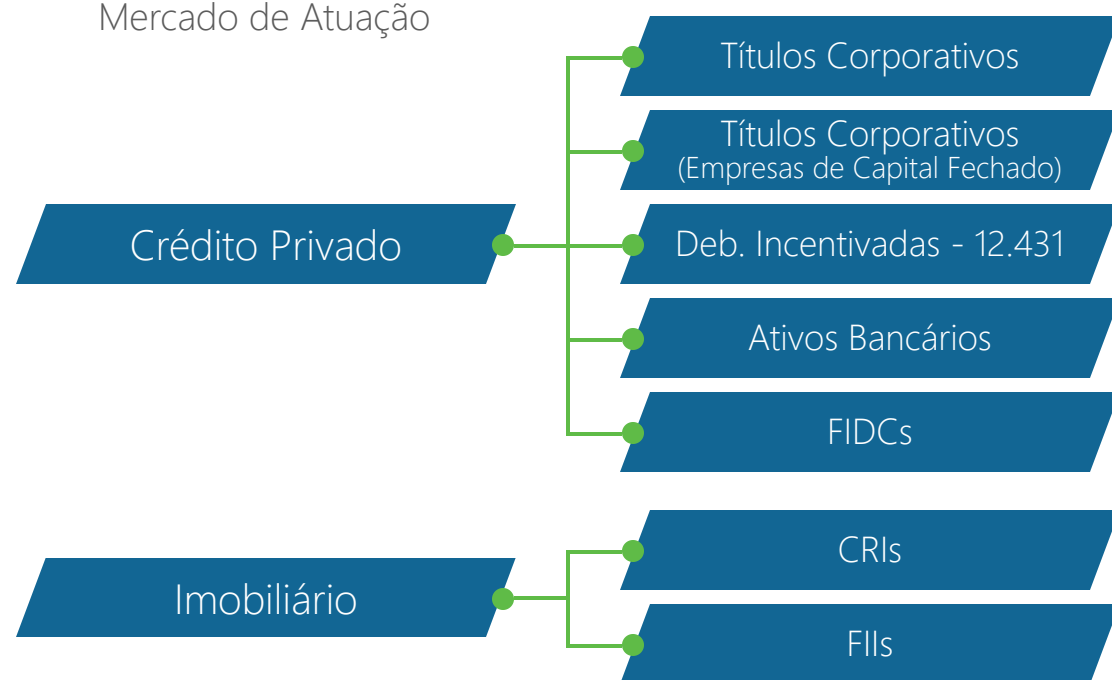 Mercado de Atuação
Crédito Privado
Títulos Corporativos
Títulos Corporativos
(Empresas de Capital Fechado)
Deb. Incentivadas - 12.431
Ativos Bancários
FIDCs
Imobiliário
CRIs
FIIs